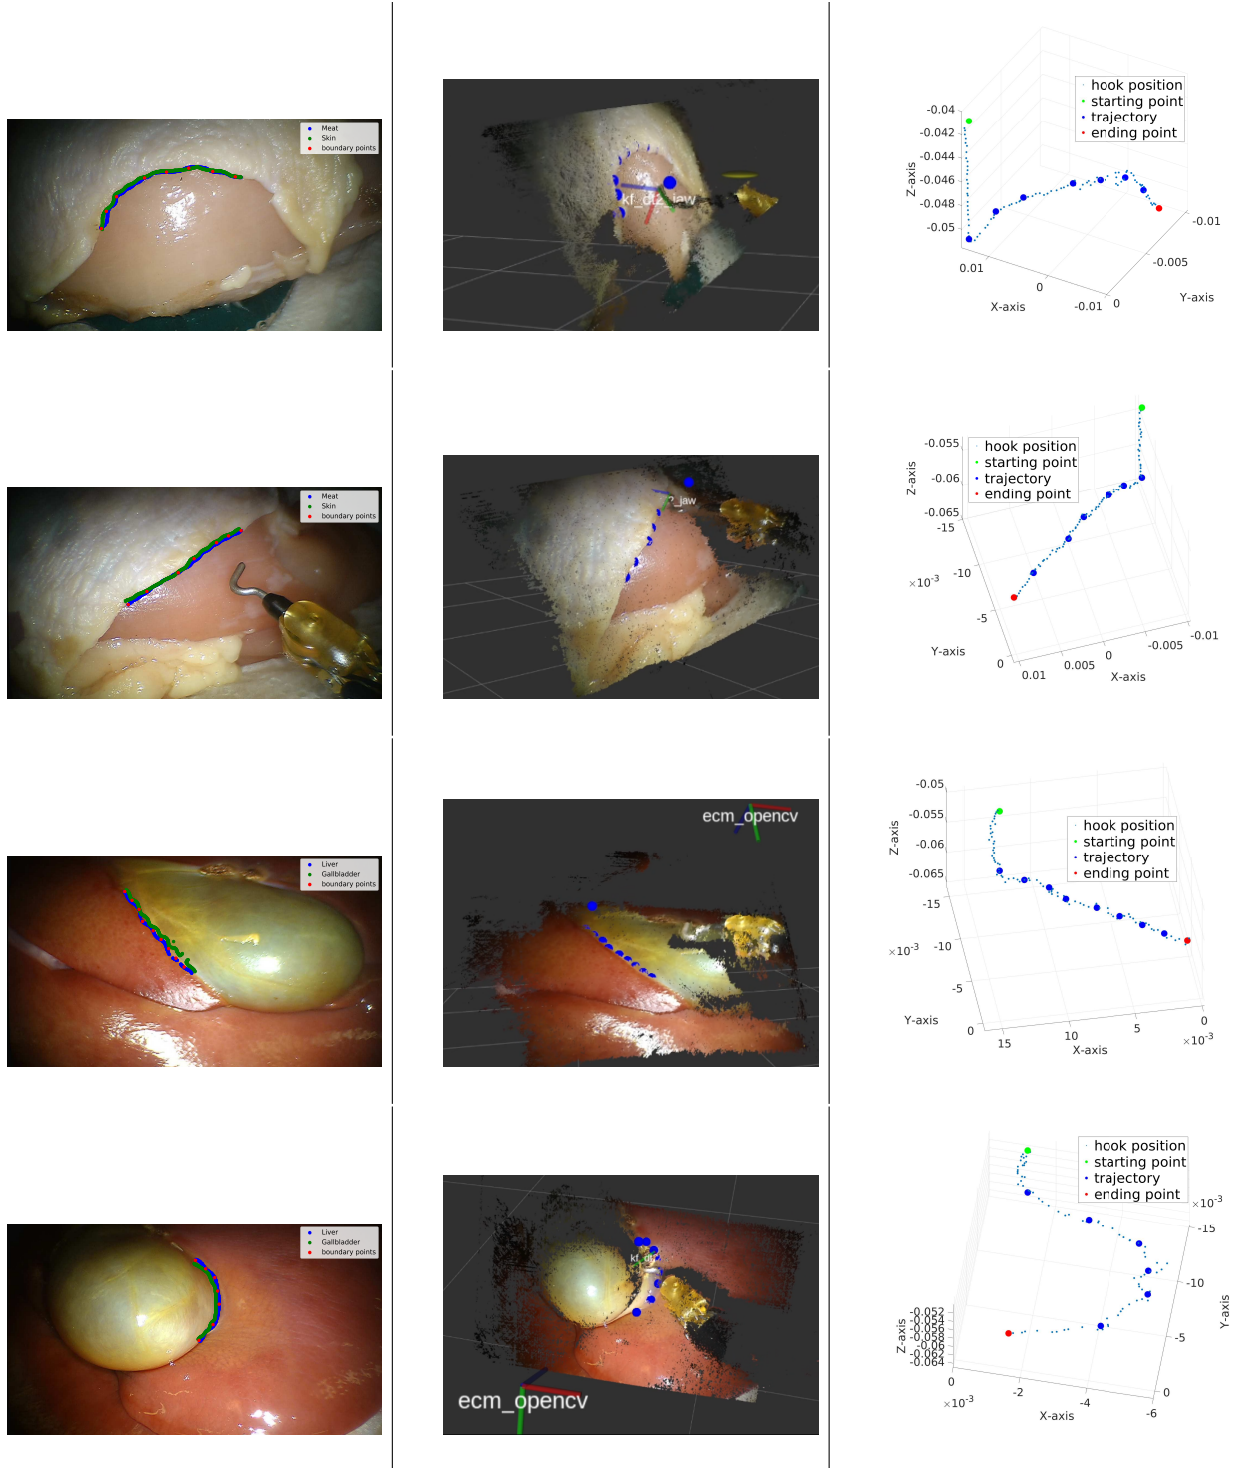 Meat
Skin
boundary points
kf_dt2_jaw
hook position
starting point
trajectory
ending point
-0.04
-0.042
-0.044
-0.046
-0.048
-0.05
Z-axis
0.01
0
-0.01
X-axis
0
-0.005
-0.01
Y-axis
Meat
Skin
boundary points
_jaw
hook position
starting point
trajectory
ending point
-0.055
-0.06
-0.065
Z-axis
-15
-10
-5
0
×10-3
Y-axis
0.01
0.005
0
-0.005
-0.01
X-axis
Liver
Gallbladder
boundary points
ecm_opencv
hook position
starting point
trajectory
ending point
-0.05
-0.055
-0.06
-0.065
Z-axis
-15
-10
-5
0
×10-3
Y-axis
15
10
5
0
×10-3
X-axis
Liver
Gallbladder
boundary points
ecm_opencv
hook position
starting point
trajectory
ending point
×10-3
-15
-10
-5
0
Y-axis
-0.052
-0.054
-0.056
-0.058
-0.06
-0.062
-0.064
Z-axis
0
-2
-4
-6
×10-3
X-axis